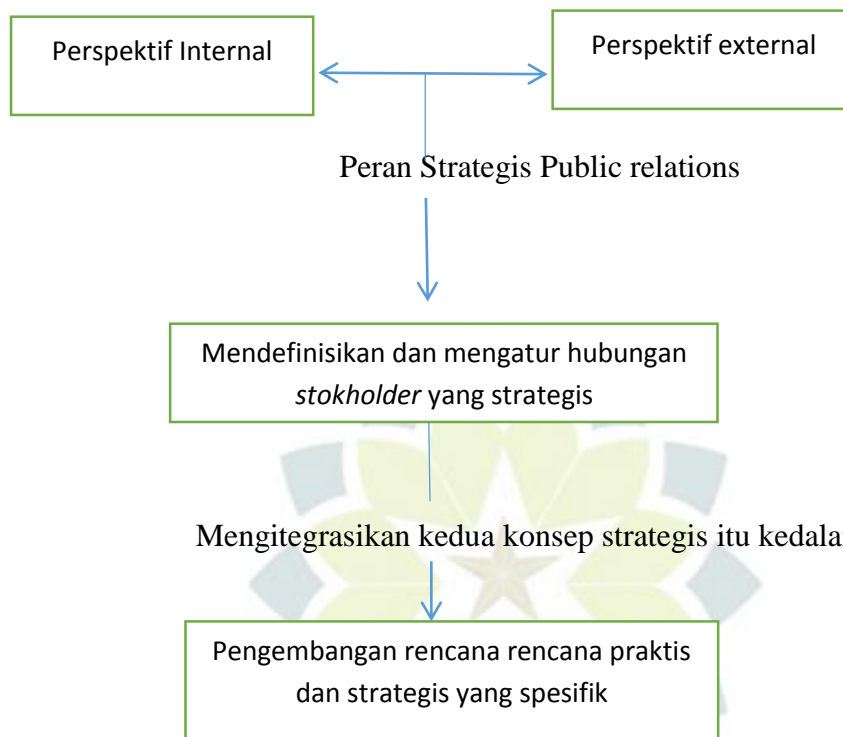 Perspektif Internal
Perspektif external
Peran Strategis Public relations
Mendefinisikan dan mengatur hubungan
stokholder yang strategis
Mengitegrasikan kedua konsep strategis itu
Pengembangan rencana rencana praktis
dan strategis yang spesifik